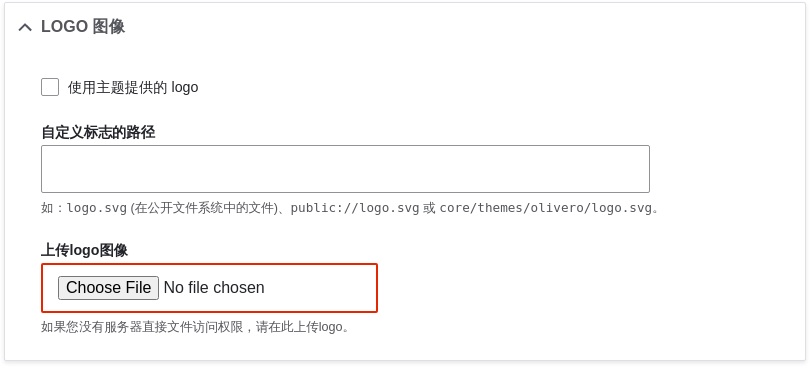 LOGO 图像
使用主题提供的 logo
自定义标志的路径
如：logo.svg (在公开文件系统中的文件)、public://logo.svg 或 core/themes/olivero/logo.svg。
上传logo图像
Choose File No file chosen
如果您没有服务器直接文件访问权限，请在此上传logo。